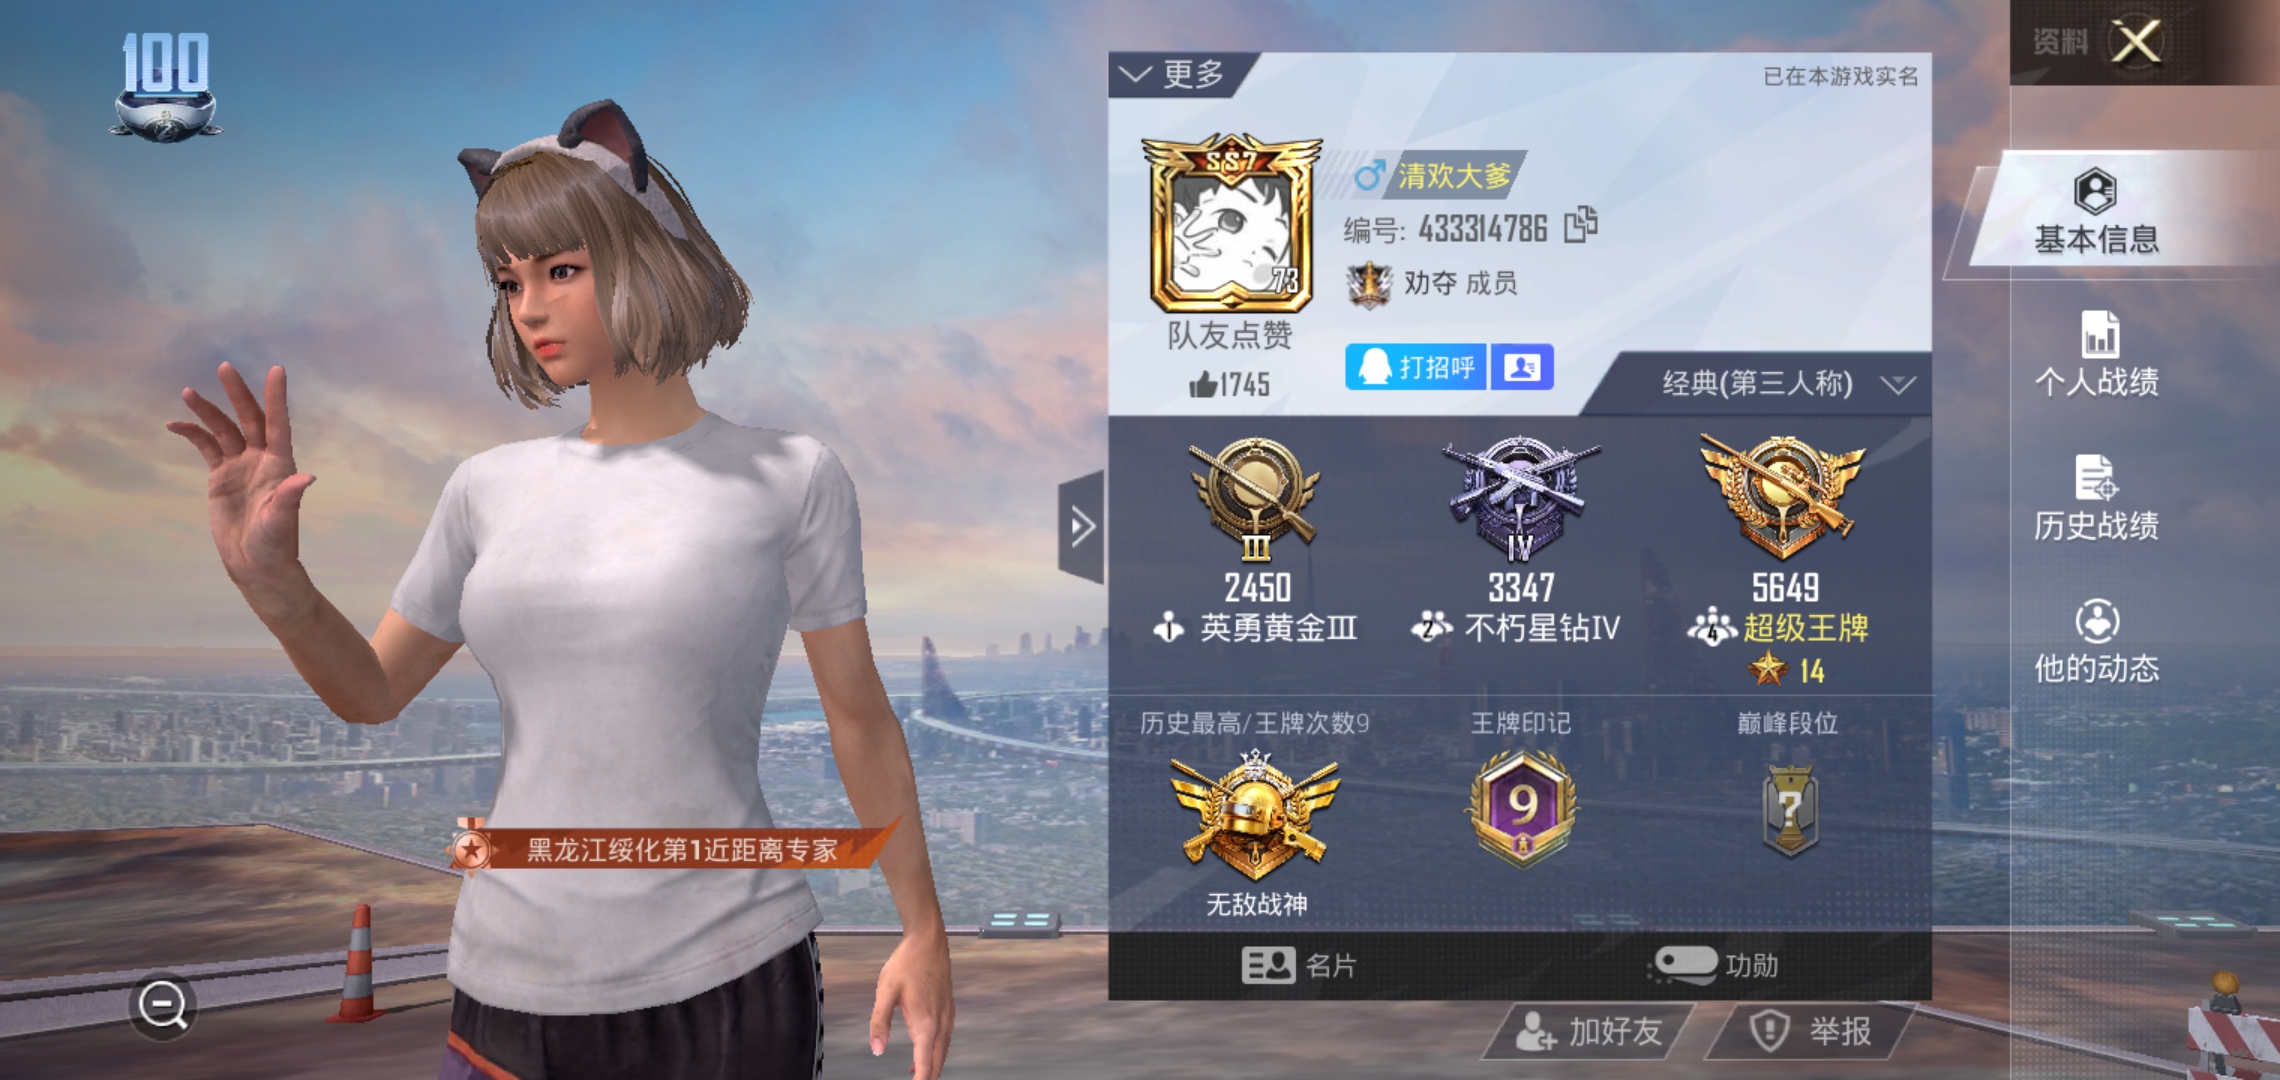 100
更多
已在本游戏实名
资料
SS7
73
清欢大爹
编号: 433314786
劝夺 成员
队友点赞
1745
打招呼
经典(第三人称)
基本信息
个人战绩
历史战绩
他的动态
III
IV
2450
3347
5649
1 英勇黄金III
2 不朽星钻IV
4 超级王牌
14
历史最高/王牌次数9
王牌印记
巅峰段位
9
?
无敌战神
黑龙江绥化第1近距离专家
名片
功勋
加好友
举报